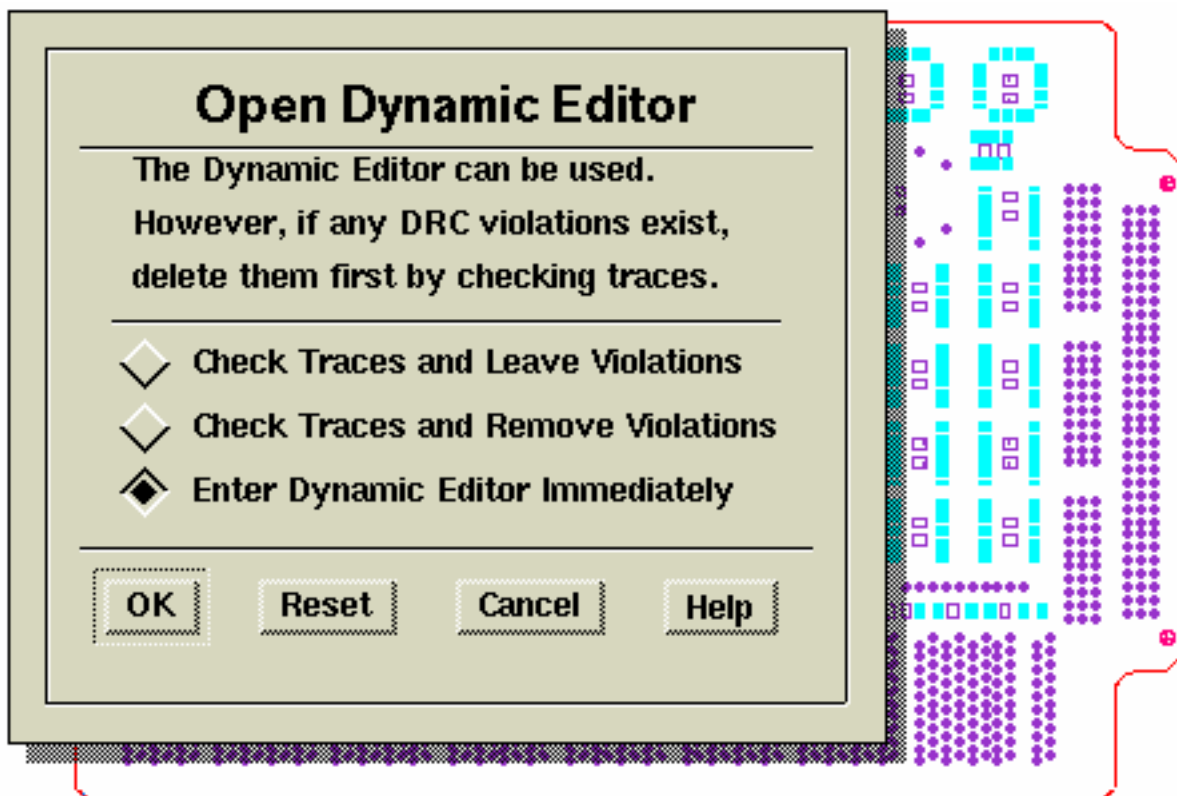 Open Dynamic Editor
The Dynamic Editor can be used.
However, if any DRC violations exist,
delete them first by checking traces.
Check Traces and Leave Violations
Check Traces and Remove Violations
Enter Dynamic Editor Immediately
OK Reset Cancel Help